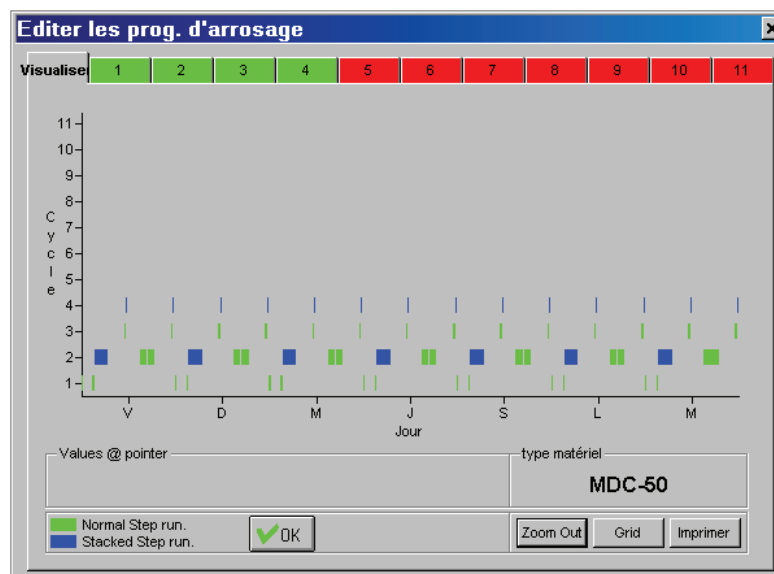 Editer les prog. d'arrosage
Visualiser 1 2 3 4 5 6 7 8 9 10 11
11
10
9
8
7
6
5
4
3
2
1
Cycle
V D M J S L M
Jour
Values @ pointer
type matériel
MDC-50
Normal Step run.
Stacked Step run.
OK
Zoom Out Grid Imprimer